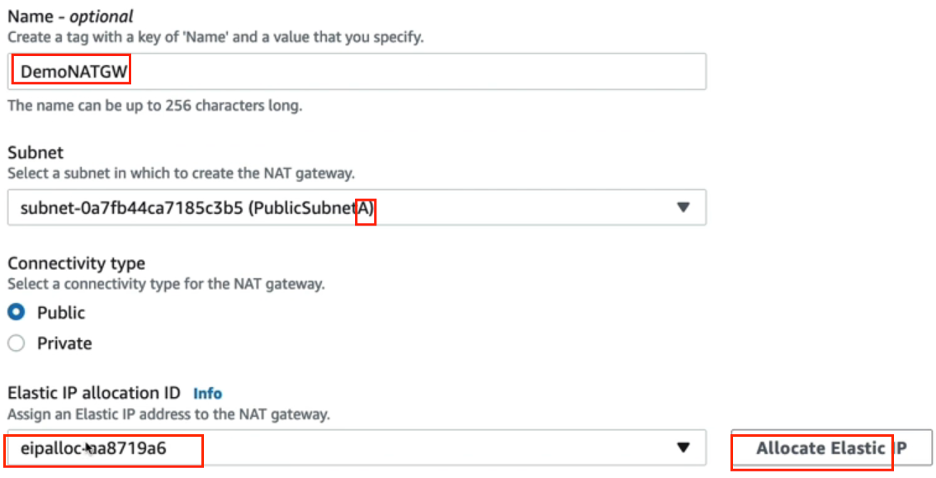 Name - optional
Create a tag with a key of 'Name' and a value that you specify.
DemoNATGW
The name can be up to 256 characters long.
Subnet
Select a subnet in which to create the NAT gateway.
subnet-0a7fb44ca7185c3b5 (PublicSubnetA)
Connectivity type
Select a connectivity type for the NAT gateway.
Public
Private
Elastic IP allocation ID Info
Assign an Elastic IP address to the NAT gateway.
Allocate Elastic IP